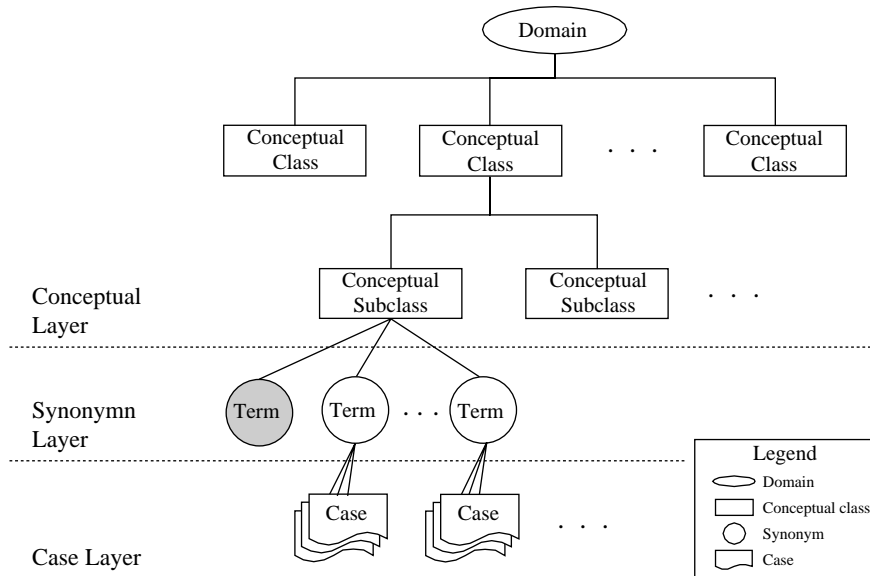 Domain
Conceptual
Class
Conceptual
Class
. . .
Conceptual
Class
Conceptual
Subclass
Conceptual
Subclass
. . .
Conceptual
Layer
Term
Term
. . .
Term
Synonymn
Layer
Case
Case
. . .
Case Layer
Legend
Domain
Conceptual class
Synonym
Case